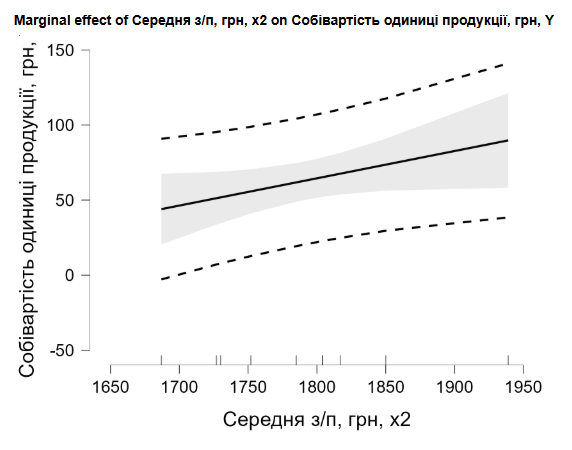 Marginal effect of Середня з/п, грн, x2 on Собівартість одиниці продукції, грн, Y
Собівартість одиниці продукції, грн,
150
100
50
0
-50
1650 1700 1750 1800 1850 1900 1950
Середня з/п, грн, x2